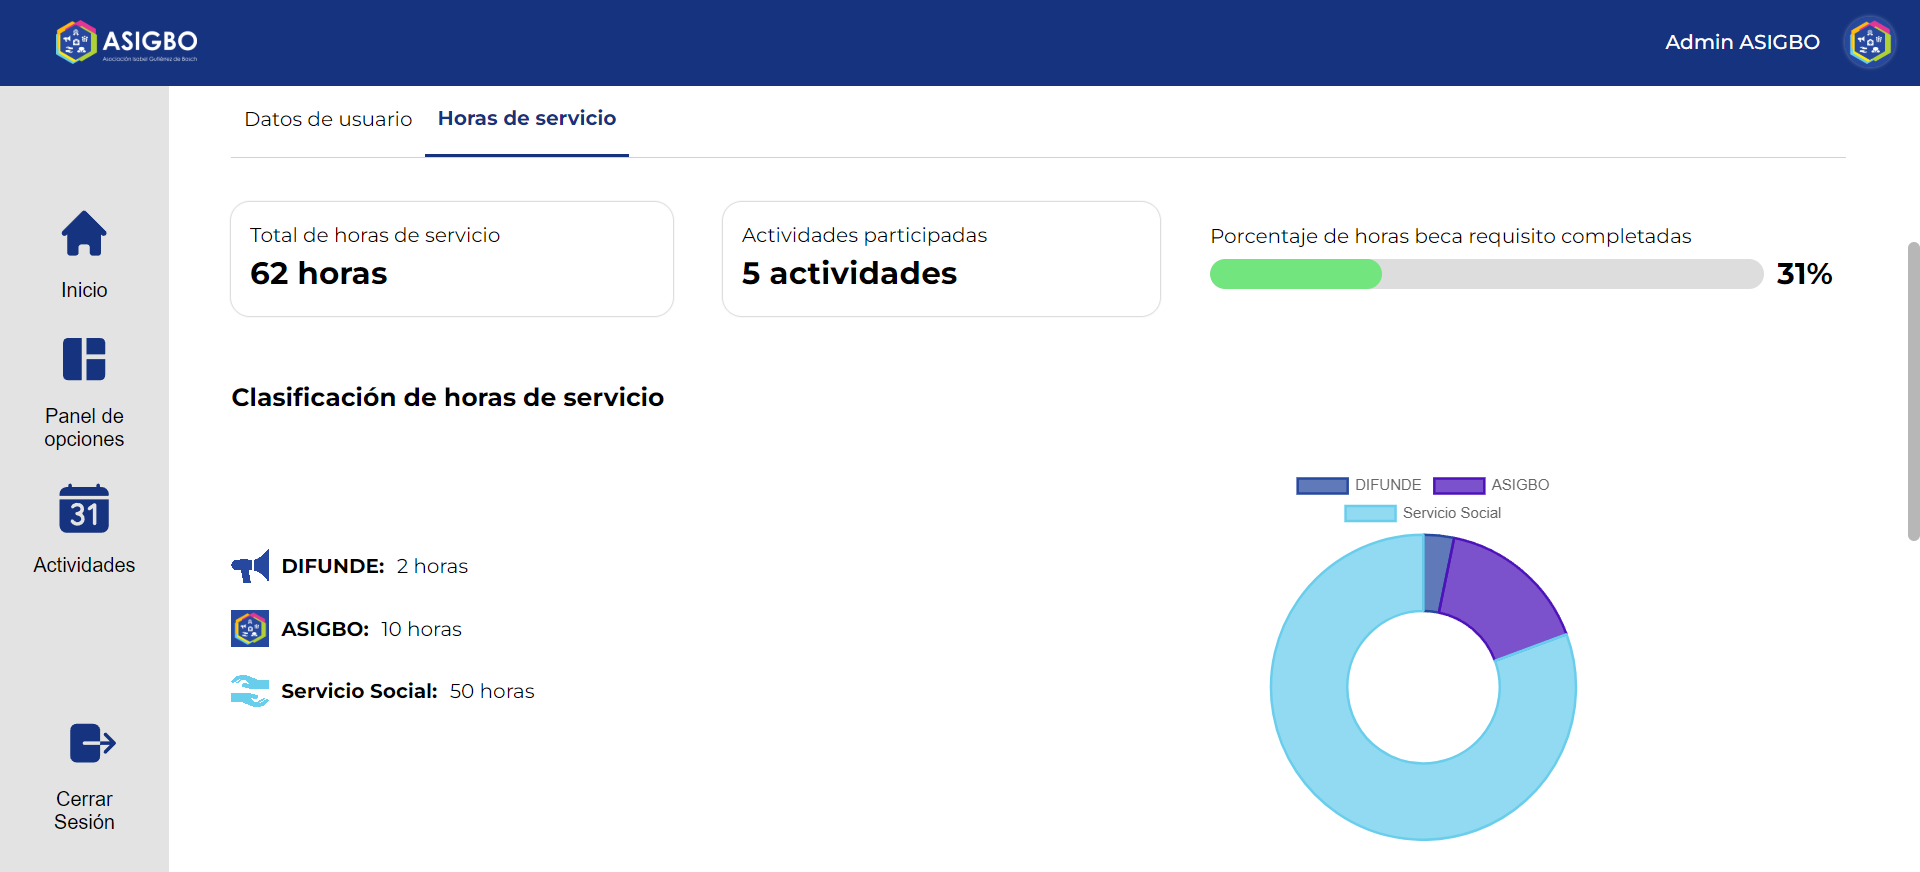 ASIGBO
Asociación Isabel Gutiérrez de Bosch
Admin ASIGBO
Datos de usuario
Horas de servicio
Inicio
Panel de
opciones
31
Actividades
Cerrar
Sesión
Total de horas de servicio
62 horas
Actividades participadas
5 actividades
Porcentaje de horas beca requisito completadas
31%
Clasificación de horas de servicio
DIFUNDE: 2 horas
ASIGBO: 10 horas
Servicio Social: 50 horas
DIFUNDE
ASIGBO
Servicio Social